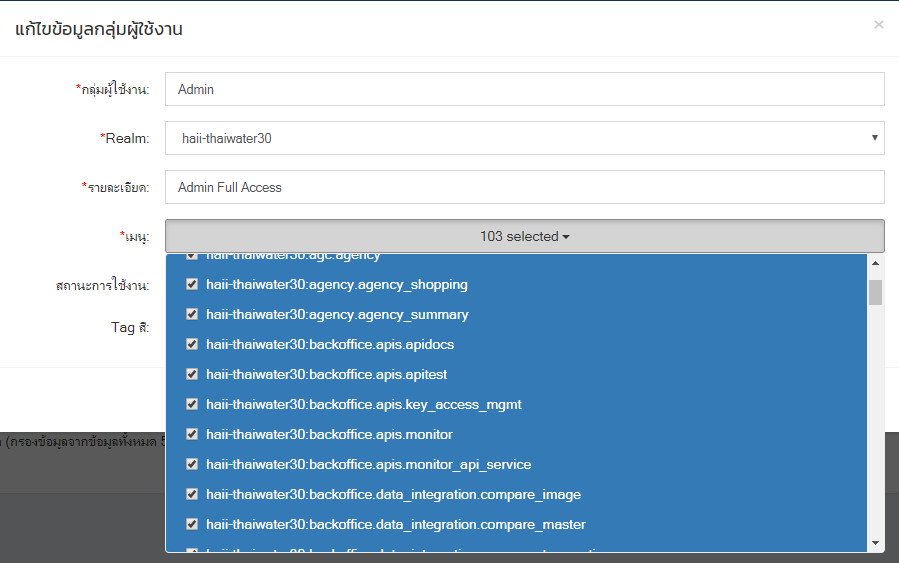 แก้ไขข้อมูลกลุ่มผู้ใช้งาน ×
*กลุ่มผู้ใช้งาน: Admin
*Realm: haii-thaiwater30
*รายละเอียด: Admin Full Access
*เมนู: 103 selected
haii-thaiwater30:agc.agency
haii-thaiwater30:agency.agency_shopping
สถานะการใช้งาน:
haii-thaiwater30:agency.agency_summary
Tag สี:
haii-thaiwater30:backoffice.apis.apidocs
haii-thaiwater30:backoffice.apis.apitest
haii-thaiwater30:backoffice.apis.key_access_mgmt
haii-thaiwater30:backoffice.apis.monitor
(กรองข้อมูลจากข้อมูลทั้งหมด 5
haii-thaiwater30:backoffice.apis.monitor_api_service
haii-thaiwater30:backoffice.data_integration.compare_image
haii-thaiwater30:backoffice.data_integration.compare_master